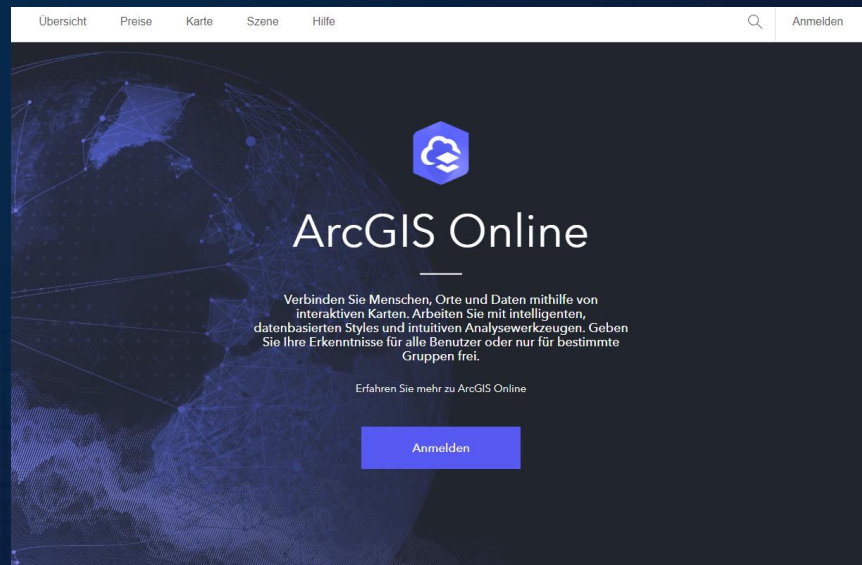 Übersicht Preise Karte Szene Hilfe Anmelden
ArcGIS Online
Verbinden Sie Menschen, Orte und Daten mithilfe von
interaktiven Karten. Arbeiten Sie mit intelligenten,
datenbasierten Styles und intuitiven Analysewerkzeugen. Geben
Sie Ihre Erkenntnisse für alle Benutzer oder nur für bestimmte
Gruppen frei.
Erfahren Sie mehr zu ArcGIS Online
Anmelden